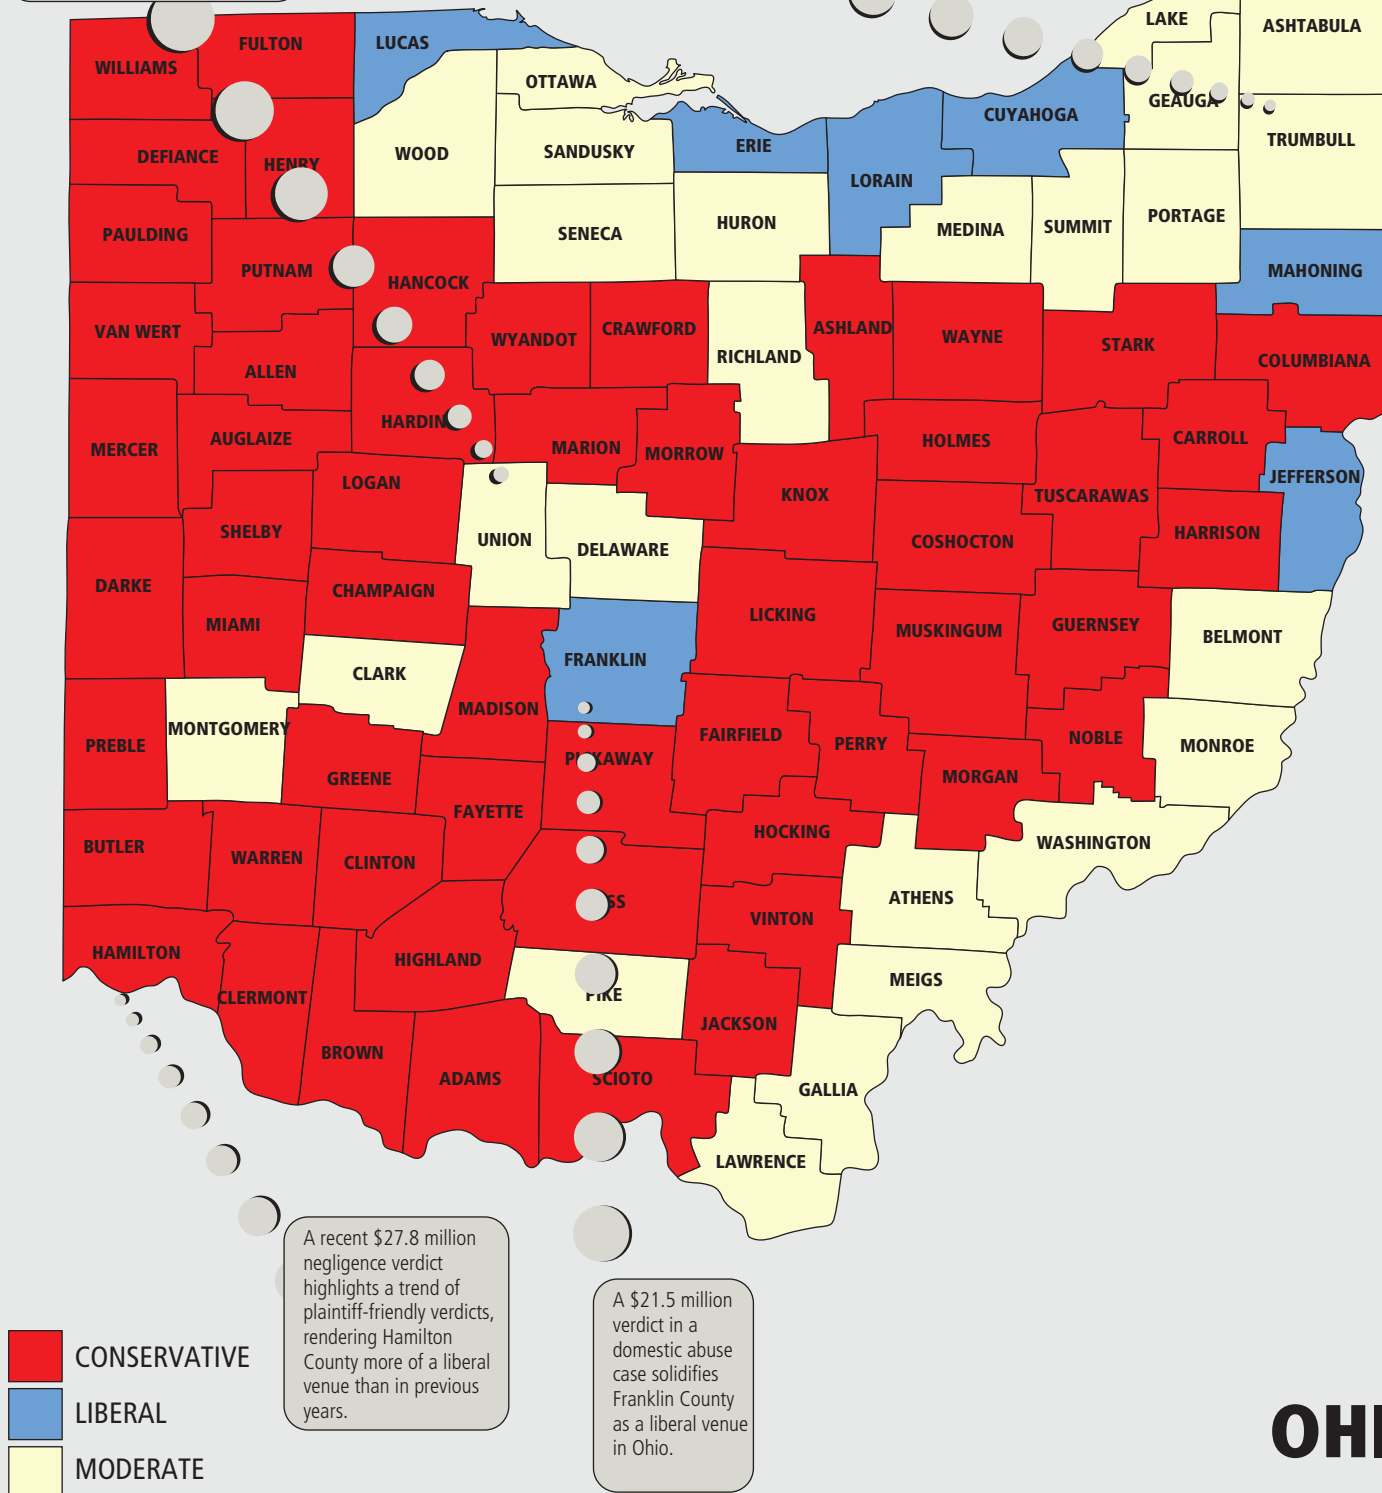 LAKE
ASHTABULA
FULTON
LUCAS
WILLIAMS
OTTAWA
GEAUGA
CUYAHOGA
TRUMBULL
ERIE
WOOD
SANDUSKY
DEFIANCE
HENRY
LORAIN
PORTAGE
HURON
SUMMIT
MEDINA
SENECA
PAULDING
PUTNAM
MAHONING
HANCOCK
VAN WERT
WYANDOT
CRAWFORD
ASHLAND
WAYNE
STARK
RICHLAND
COLUMBIANA
ALLEN
HARDIN
AUGLAIZE
MERCER
MARION
MORROW
HOLMES
CARROLL
JEFFERSON
LOGAN
KNOX
TUSCARAWAS
SHELBY
UNION
DELAWARE
COSHOCTON
HARRISON
DARKE
CHAMPAIGN
MIAMI
LICKING
MUSKINGUM
GUERNSEY
BELMONT
CLARK
FRANKLIN
MADISON
MONTGOMERY
PREBLE
FAIRFIELD
PERRY
NOBLE
MONROE
PICKAWAY
GREENE
MORGAN
FAYETTE
HOCKING
WASHINGTON
BUTLER
WARREN
CLINTON
ATHENS
SS
VINTON
HAMILTON
HIGHLAND
MEIGS
CLERMONT
PIKE
JACKSON
BROWN
ADAMS
SCIOTO
GALLIA
LAWRENCE
A recent $27.8 million
negligence verdict
highlights a trend of
plaintiff-friendly verdicts,
rendering Hamilton
County more of a liberal
venue than in previous
years.
A $21.5 million
verdict in a
domestic abuse
case solidifies
Franklin County
as a liberal venue
in Ohio.
CONSERVATIVE
LIBERAL
MODERATE
OHI